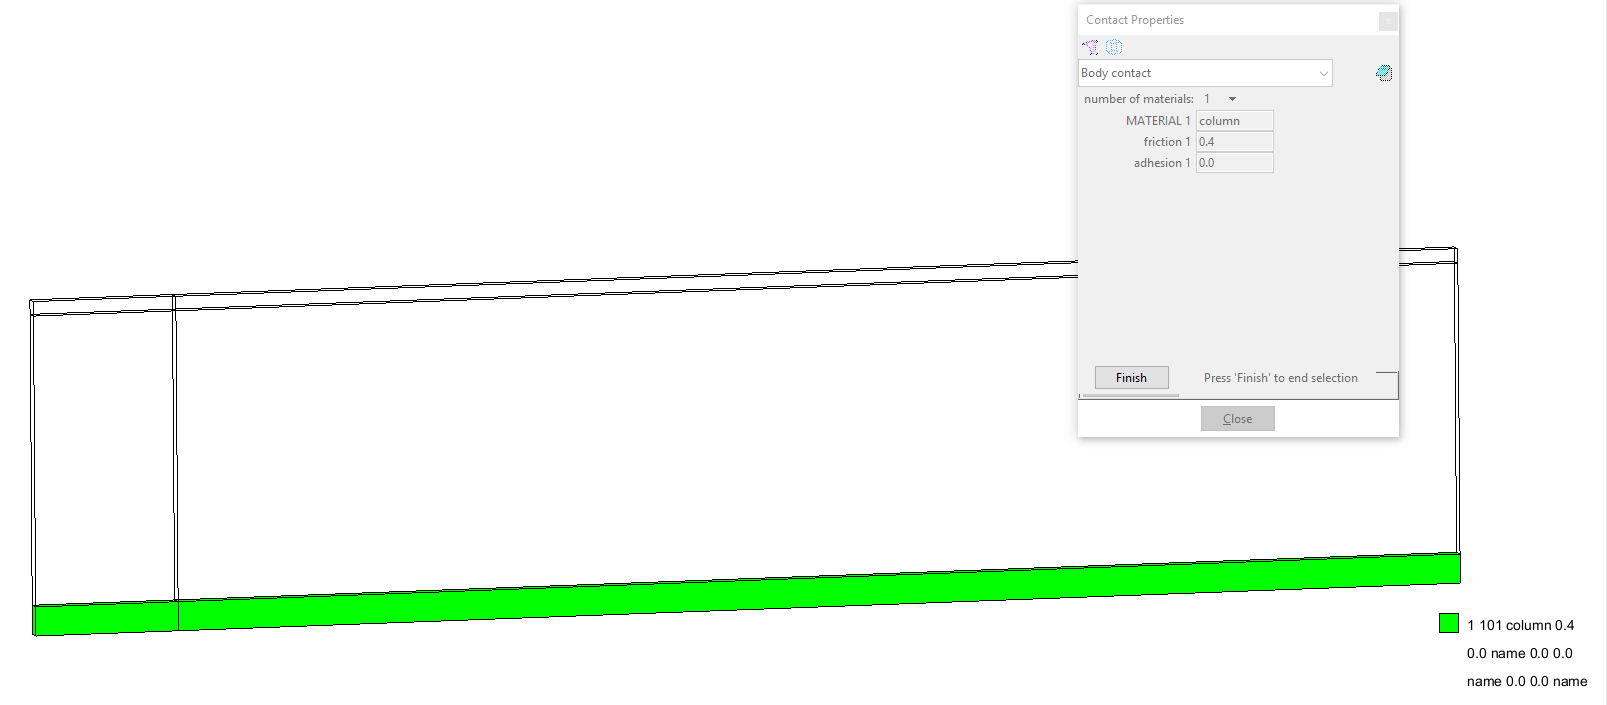 Contact Properties
Body contact
number of materials: 1
MATERIAL 1 column
friction 1 0.4
adhesion 1 0.0
Finish Press 'Finish' to end selection
Close
1 101 column 0.4
0.0 name 0.0 0.0
name 0.0 0.0 name